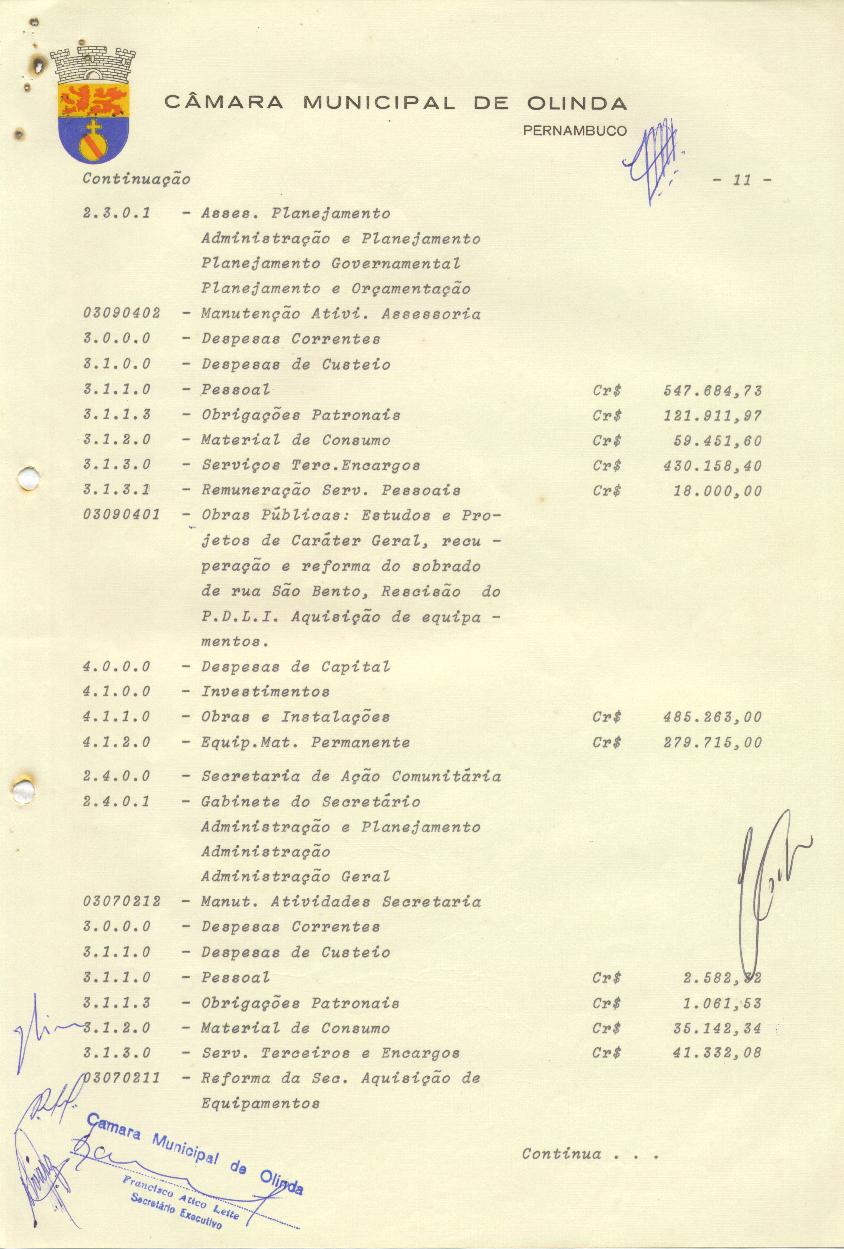 CÂMARA MUNICIPAL DE OLINDA
PERNAMBUCO
Continuação - 11 -
2.3.0.1 - Asses. Planejamento
Administração e Planejamento
Planejamento Governamental
Planejamento e Orçamentação
03090402 - Manutenção Ativi. Assessoria
3.0.0.0 - Despesas Correntes
3.1.0.0 - Despesas de Custeio
3.1.1.0 - Pessoal Cr$ 547.684,73
3.1.1.3 - Obrigações Patronais Cr$ 121.911,97
3.1.2.0 - Material de Consumo Cr$ 59.451,60
3.1.3.0 - Serviços Terc.Encargos Cr$ 430.158,40
3.1.3.1 - Remuneração Serv. Pessoais Cr$ 18.000,00
03090401 - Obras Públicas: Estudos e Pro-
jetos de Caráter Geral, recu -
peração e reforma do sobrado
de rua São Bento, Rescisão do
P.D.L.I. Aquisição de equipa -
mentos.
4.0.0.0 - Despesas de Capital
4.1.0.0 - Investimentos
4.1.1.0 - Obras e Instalações Cr$ 485.263,00
4.1.2.0 - Equip.Mat. Permanente Cr$ 279.715,00
2.4.0.0 - Secretaria de Ação Comunitária
2.4.0.1 - Gabinete do Secretário
Administração e Planejamento
Administração
Administração Geral
03070212 - Manut. Atividades Secretaria
3.0.0.0 - Despesas Correntes
3.1.1.0 - Despesas de Custeio
3.1.1.0 - Pessoal Cr$
3.1.1.3 - Obrigações Patronais Cr$ 1.061,53
3.1.2.0 - Material de Consumo Cr$ 35.142,34
3.1.3.0 - Serv. Terceiros e Encargos Cr$ 41.332,08
03070211 - Reforma da Sec. Aquisição de
Equipamentos
Continua . . .
Camara Municipal de Olinda
Francisco Atico Leite
Secretário Executivo